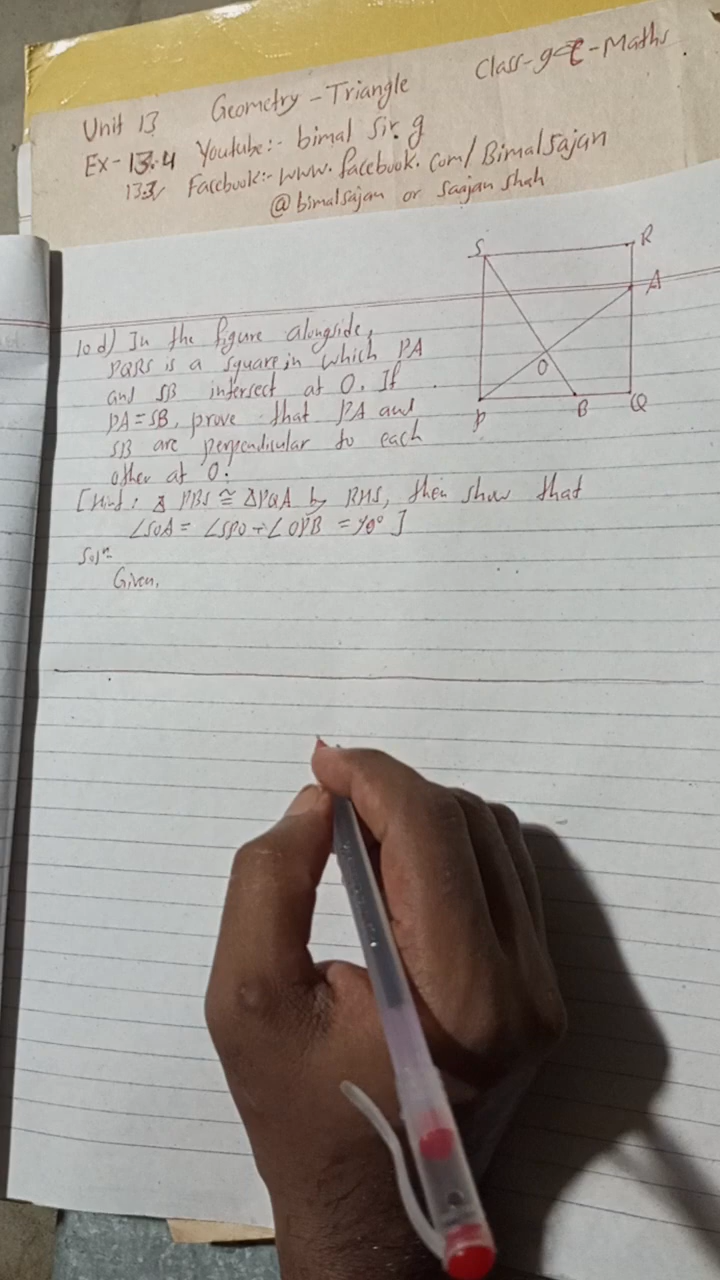 Unit 13 Geometry - Triangle Class - 9 - Maths
Ex - 13.4 Youtube:- bimal Sir. g
13.3 Facebook:- www.facebook.com/Bimalsajan
@bimalsajan or Saajan Shah
S R
A
O
P B Q
10 d) In the figure alongside,
PQRS is a square, in which PA
and SB intersect at O. If
PA = SB, prove that PA and
SB are perpendicular to each
other at O.
[Hint: Δ PBS ≅ ΔPQA by RHS, then show that
∠SOA = ∠SPO + ∠OPB = 90° ]
Solⁿ
Given,